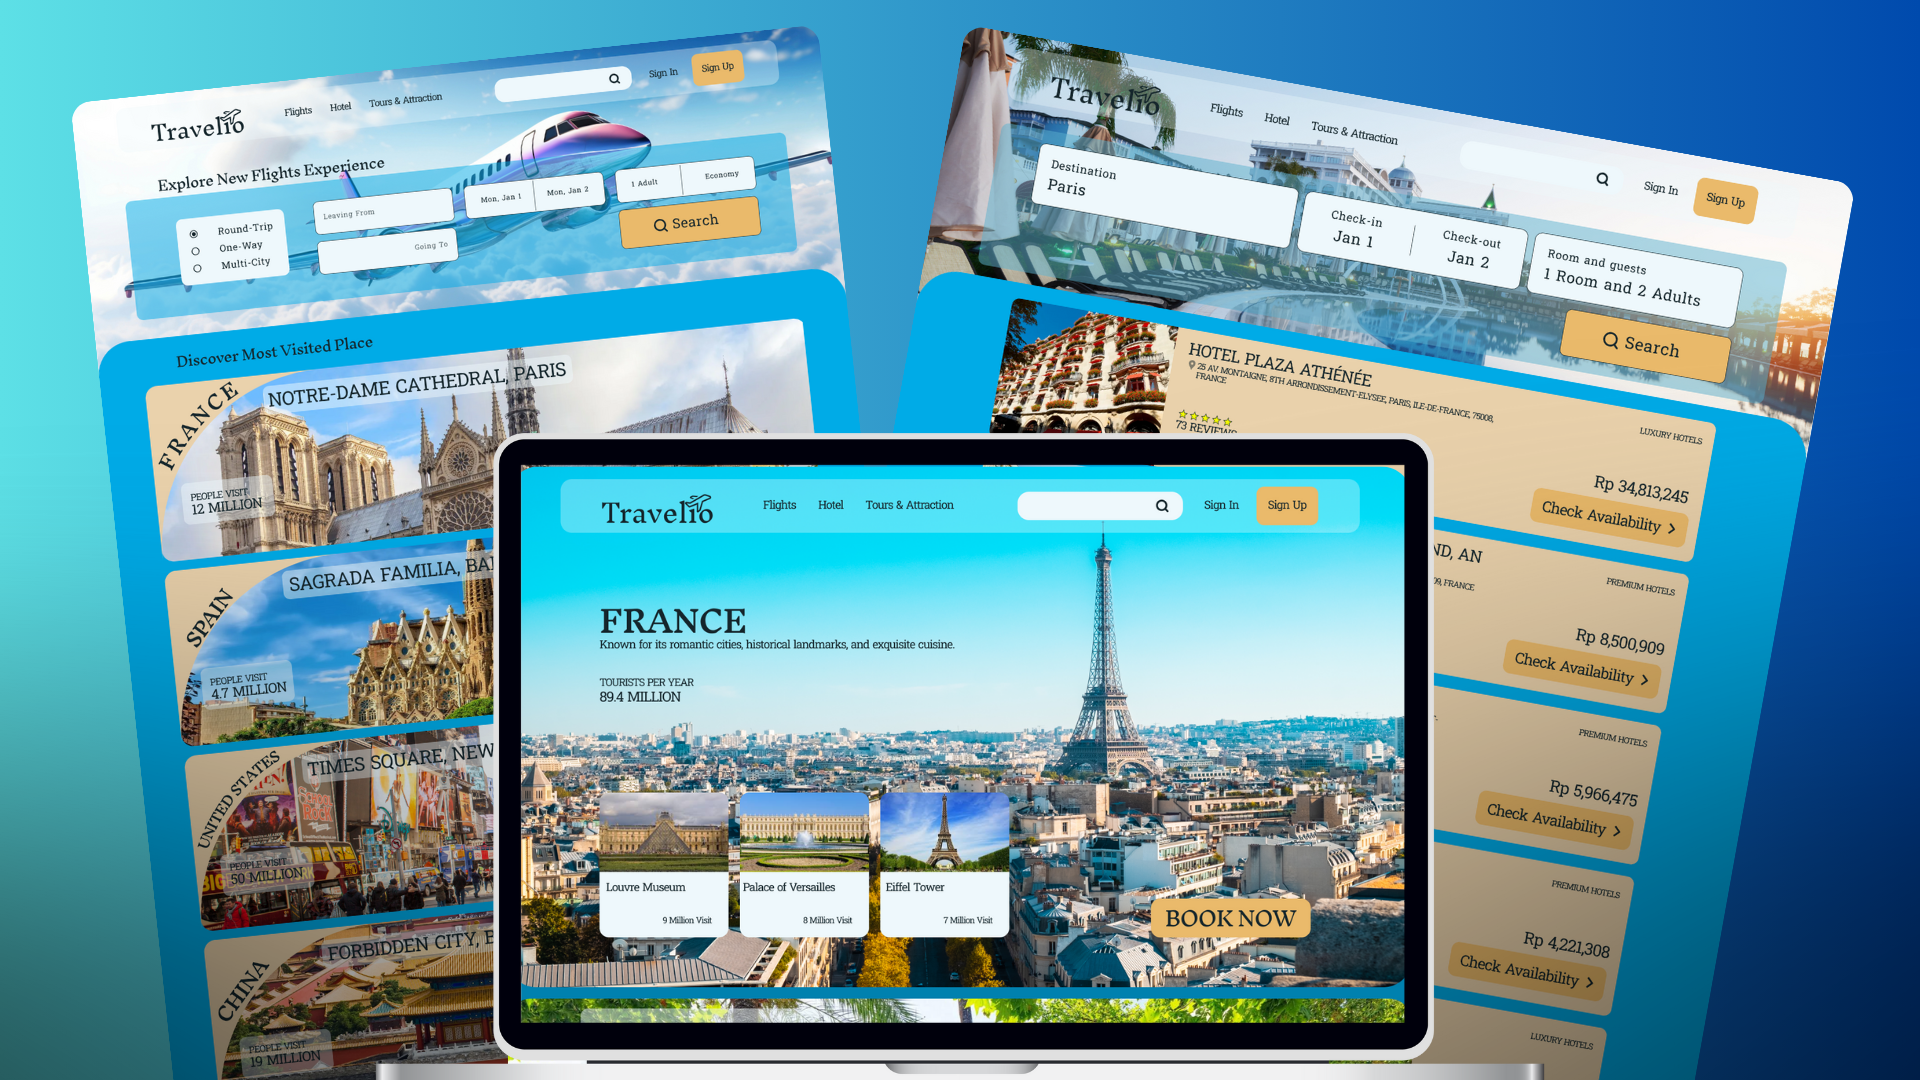 Travelio
Flights
Hotel
Tours & Attraction
Sign In
Sign Up
Explore New Flights Experience
Round-Trip
One-Way
Multi-City
Leaving From
Going To
Mon, Jan 1
Mon, Jan 2
1 Adult
Economy
Search
Discover Most Visited Place
FRANCE
NOTRE-DAME CATHEDRAL, PARIS
PEOPLE VISIT
12 MILLION
SPAIN
SAGRADA FAMILIA, BA
PEOPLE VISIT
4.7 MILLION
UNITED STATES
TIMES SQUARE, NEW
SCHOOL
ROCK
BIG
PEOPLE VISIT
50 MILLION
CHINA
FORBIDDEN CITY,
PEOPLE VISIT
19 MILLION
Travelio
Flights
Hotel
Tours & Attraction
Sign In
Sign Up
Destination
Paris
Check-in
Jan 1
Check-out
Jan 2
Room and guests
1 Room and 2 Adults
Search
HOTEL PLAZA ATHÉNÉE
25 AV. MONTAIGNE, 8TH ARRONDISSEMENT-ELYSEE, PARIS, ILE-DE-FRANCE, 75008,
FRANCE
73 REVIEWS
LUXURY HOTELS
Rp 34,813,245
Check Availability
ND, AN
FRANCE
PREMIUM HOTELS
Rp 8,500,909
Check Availability
PREMIUM HOTELS
Rp 5,966,475
Check Availability
PREMIUM HOTELS
Rp 4,221,308
Check Availability
LUXURY HOTELS
Travelio
Flights
Hotel
Tours & Attraction
Sign In
Sign Up
FRANCE
Known for its romantic cities, historical landmarks, and exquisite cuisine.
TOURISTS PER YEAR
89.4 MILLION
Louvre Museum
9 Million Visit
Palace of Versailles
8 Million Visit
Eiffel Tower
7 Million Visit
BOOK NOW